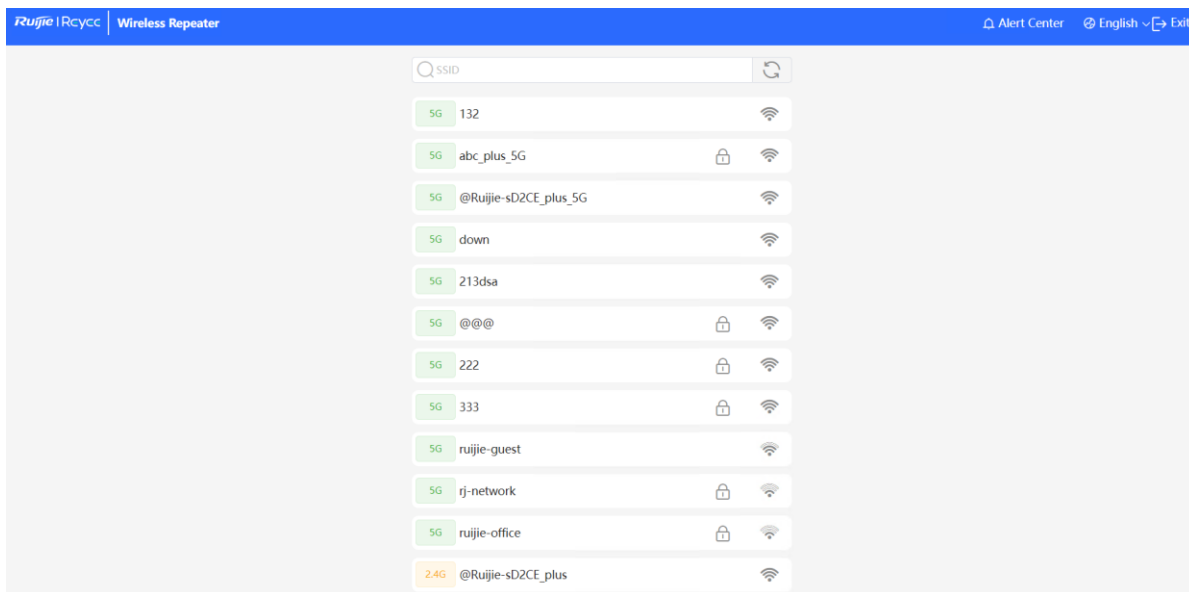 Ruijie | Rcycc Wireless Repeater Alert Center English Exit
SSID
5G 132
5G abc_plus_5G
5G @Ruijie-sD2CE_plus_5G
5G down
5G 213dsa
5G @@@
5G 222
5G 333
5G ruijie-guest
5G rj-network
5G ruijie-office
2.4G @Ruijie-sD2CE_plus